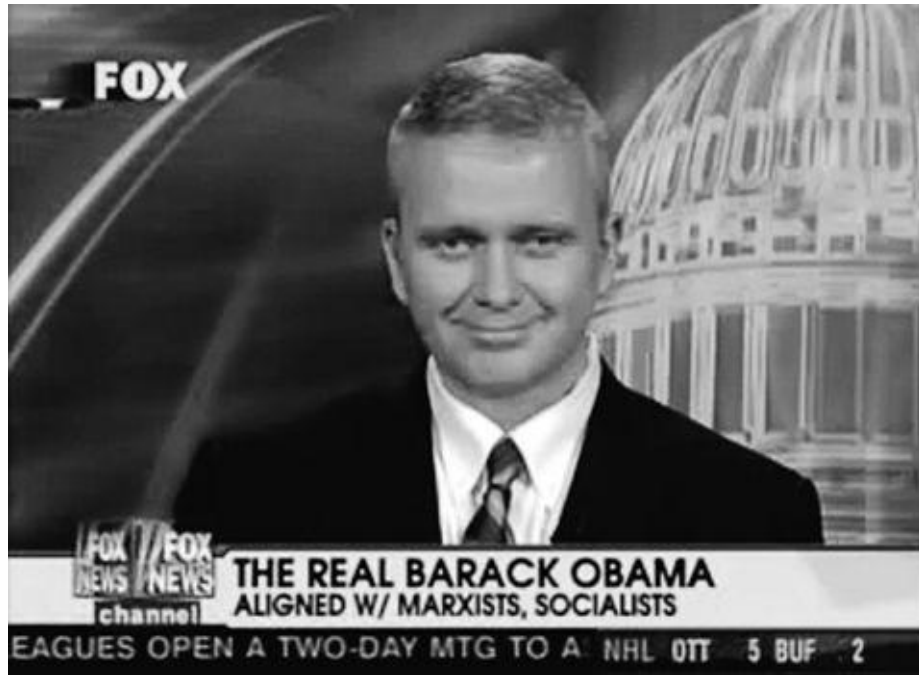 FOX
FOX FOX
NEWS NEWS
channel
THE REAL BARACK OBAMA
ALIGNED W/ MARXISTS, SOCIALISTS
EAGUES OPEN A TWO-DAY MTG TO A NHL OTT 5 BUF 2